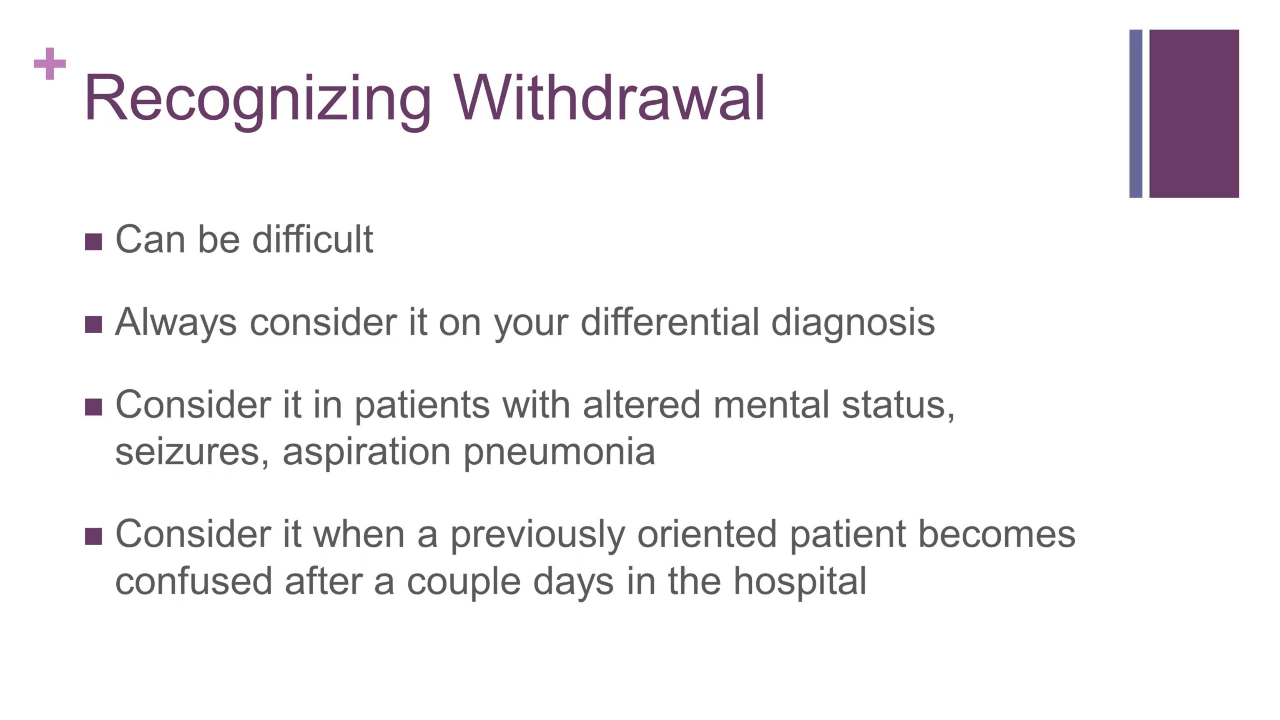 +
Recognizing Withdrawal
■ Can be difficult
■ Always consider it on your differential diagnosis
■ Consider it in patients with altered mental status,
seizures, aspiration pneumonia
■ Consider it when a previously oriented patient becomes
confused after a couple days in the hospital